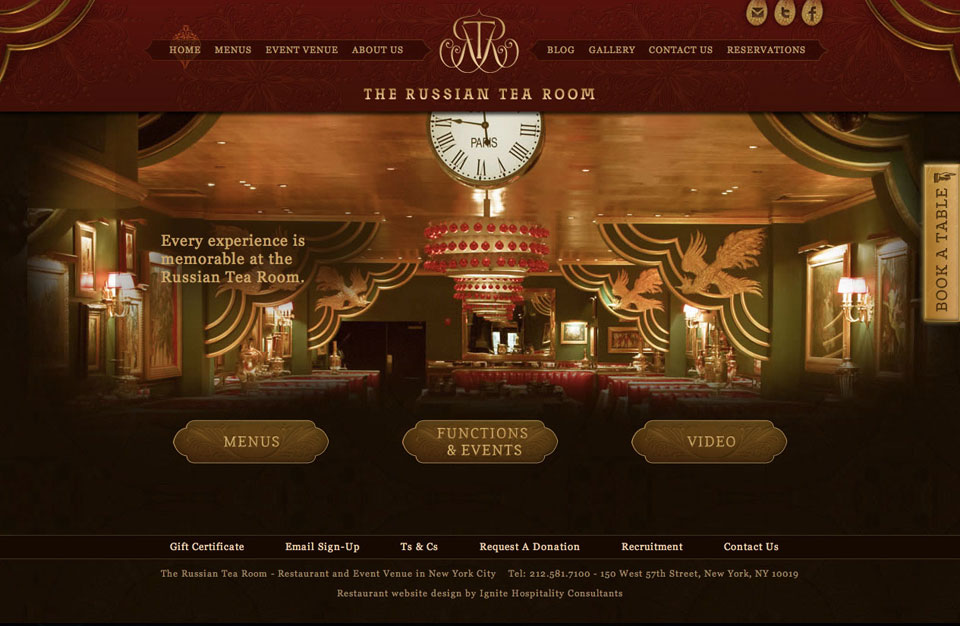 HOME MENUS EVENT VENUE ABOUT US
BLOG GALLERY CONTACT US RESERVATIONS
THE RUSSIAN TEA ROOM
PARIS
BOOK A TABLE
Every experience is
memorable at the
Russian Tea Room.
MENUS
FUNCTIONS
& EVENTS
VIDEO
Gift Certificate Email Sign-Up Ts & Cs Request A Donation Recruitment Contact Us
The Russian Tea Room - Restaurant and Event Venue in New York City Tel: 212.581.7100 - 150 West 57th Street, New York, NY 10019
Restaurant website design by Ignite Hospitality Consultants